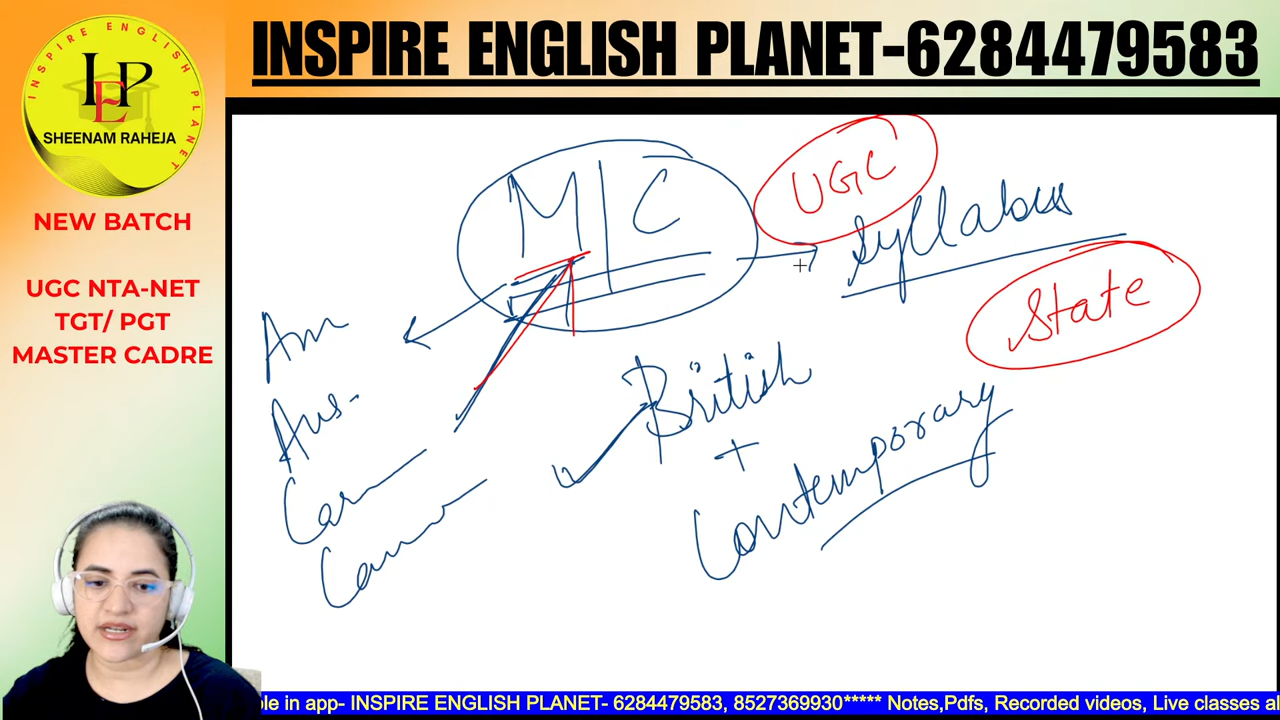 INSPIRE ENGLISH PLANET-6284479583
INSPIRE ENGLISH PLANET
IEP
SHEENAM RAHEJA
NEW BATCH
UGC NTA-NET
TGT/ PGT
MASTER CADRE
M/C
UGC
Syllabus
State
Am
Aus.
British
+
Contemporary
ble in app- INSPIRE ENGLISH PLANET- 6284479583, 8527369930***** Notes,Pdfs, Recorded videos, Live classes al